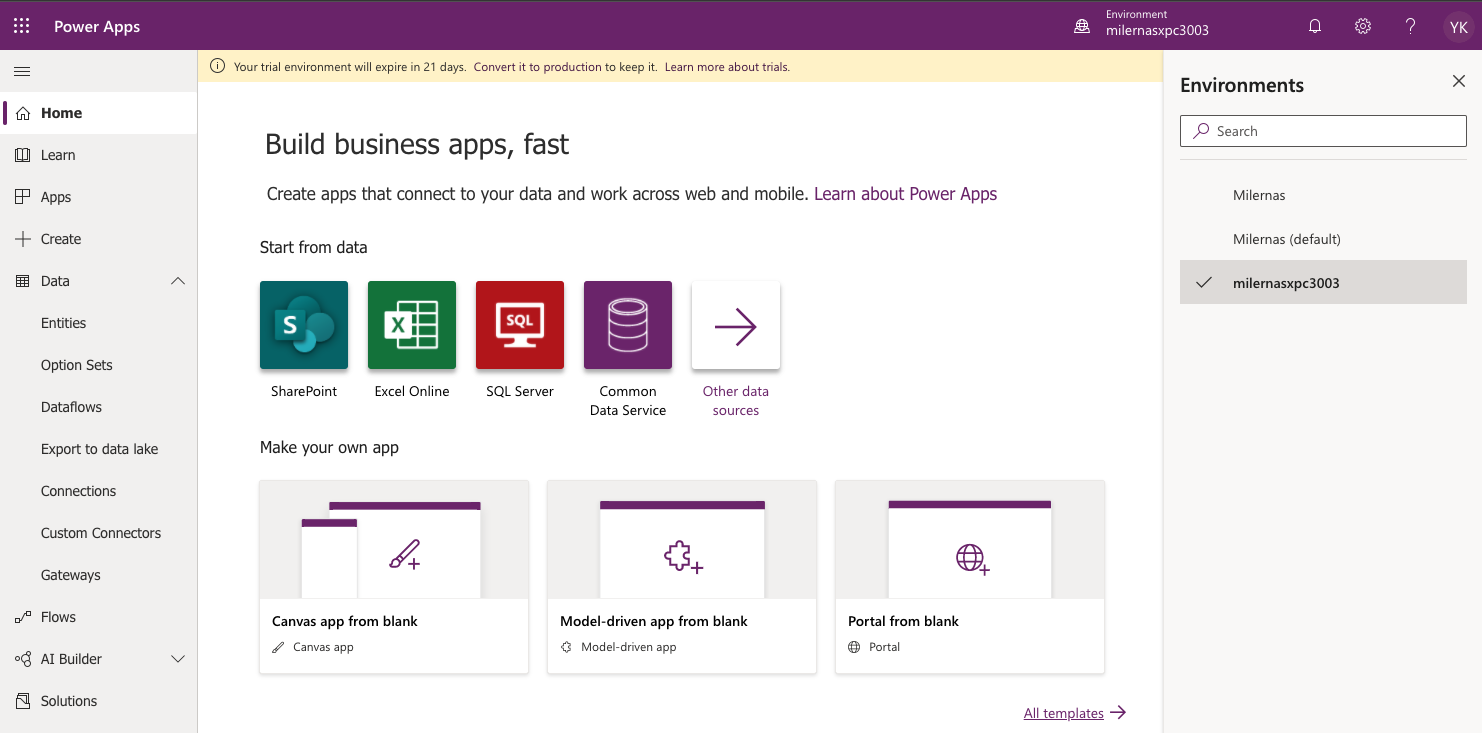 Power Apps
Environment
milernasxpc3003
?
YK
Home
Learn
Apps
Create
Data
Entities
Option Sets
Dataflows
Export to data lake
Connections
Custom Connectors
Gateways
Flows
AI Builder
Solutions
Your trial environment will expire in 21 days. Convert it to production to keep it. Learn more about trials.
Build business apps, fast
Create apps that connect to your data and work across web and mobile. Learn about Power Apps
Start from data
S
X
SQL
SharePoint
Excel Online
SQL Server
Common
Data Service
Other data
sources
Make your own app
Canvas app from blank
Canvas app
Model-driven app from blank
Model-driven app
Portal from blank
Portal
All templates
Environments
Search
Milernas
Milernas (default)
milernasxpc3003